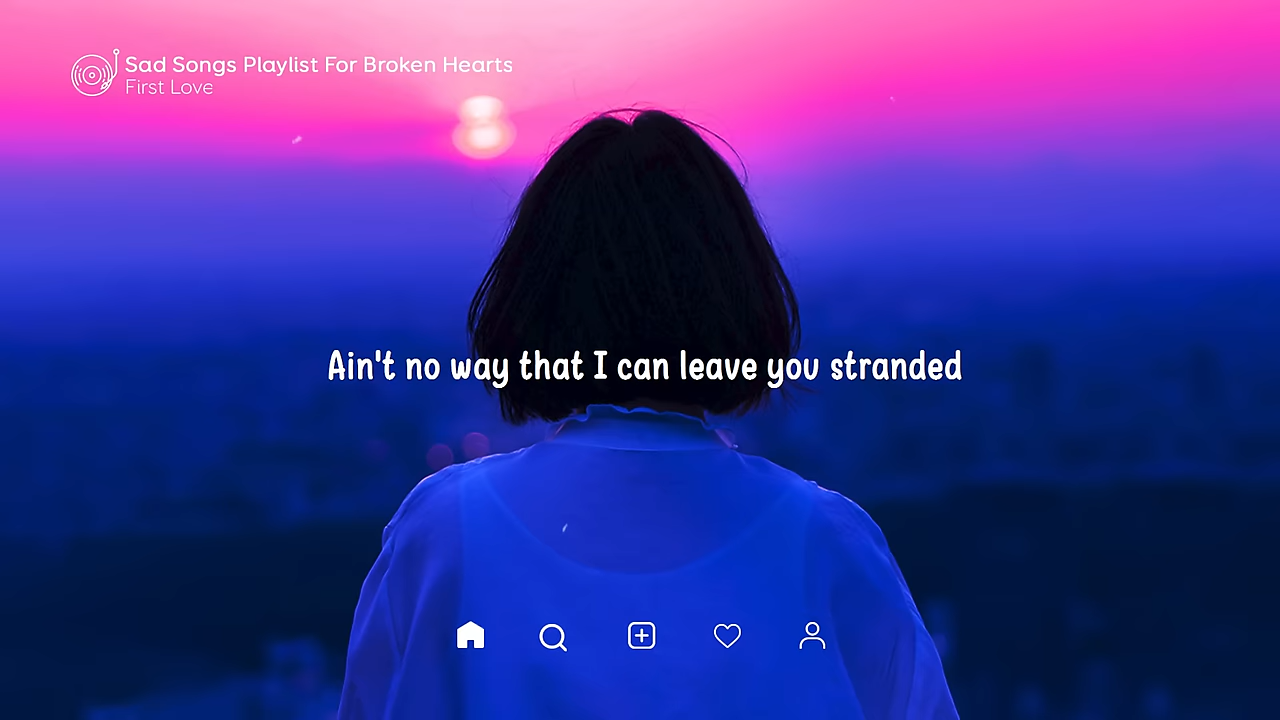 Sad Songs Playlist For Broken Hearts
First Love
Ain't no way that I can leave you stranded